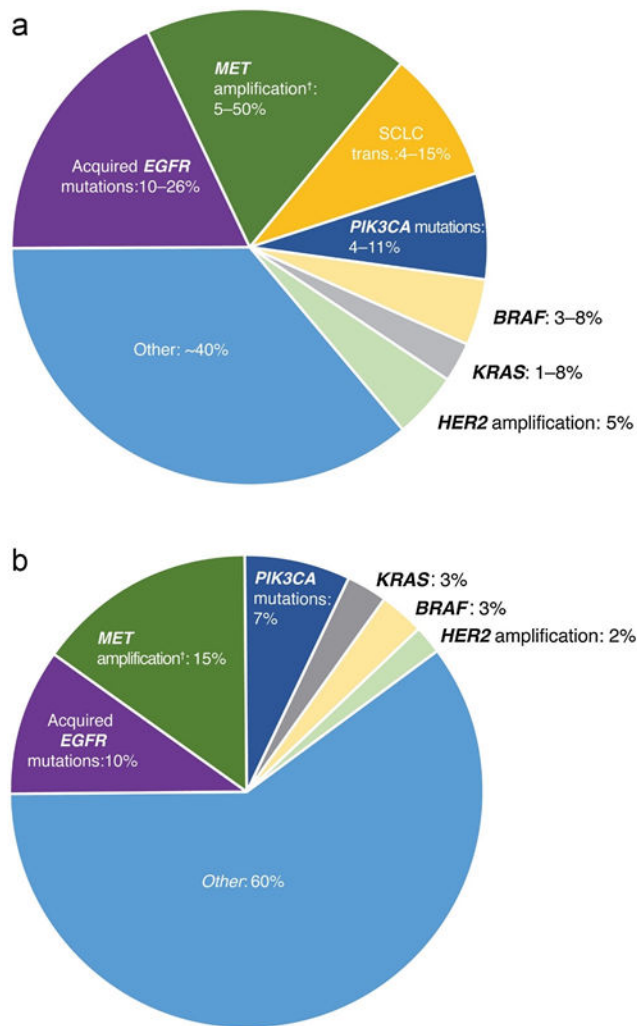 a
MET
amplification†:
5–50%
SCLC
trans.:4–15%
Acquired EGFR
mutations:10–26%
PIK3CA mutations:
4–11%
BRAF: 3–8%
Other: ~40%
KRAS: 1–8%
HER2 amplification: 5%
b
PIK3CA
mutations:
7%
KRAS: 3%
BRAF: 3%
HER2 amplification: 2%
MET
amplification†: 15%
Acquired
EGFR
mutations:10%
Other: 60%